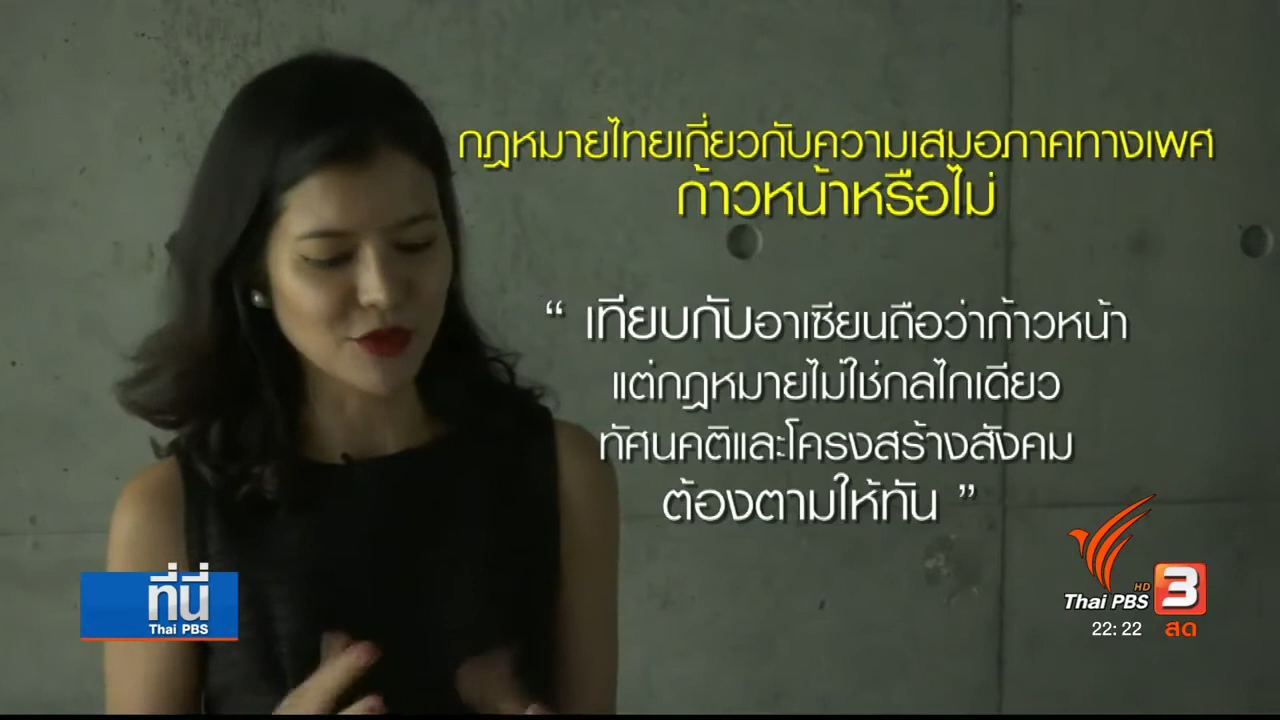 กฎหมายไทยเกี่ยวกับความเสมอภาคทางเพศ
ก้าวหน้าหรือไม่
“ เทียบกับอาเซียนถือว่าก้าวหน้า
แต่กฎหมายไม่ใช่กลไกเดียว
ทัศนคติและโครงสร้างสังคม
ต้องตามให้ทัน ”
ที่นี่
Thai PBS
HD
Thai PBS 3
22: 22 สด